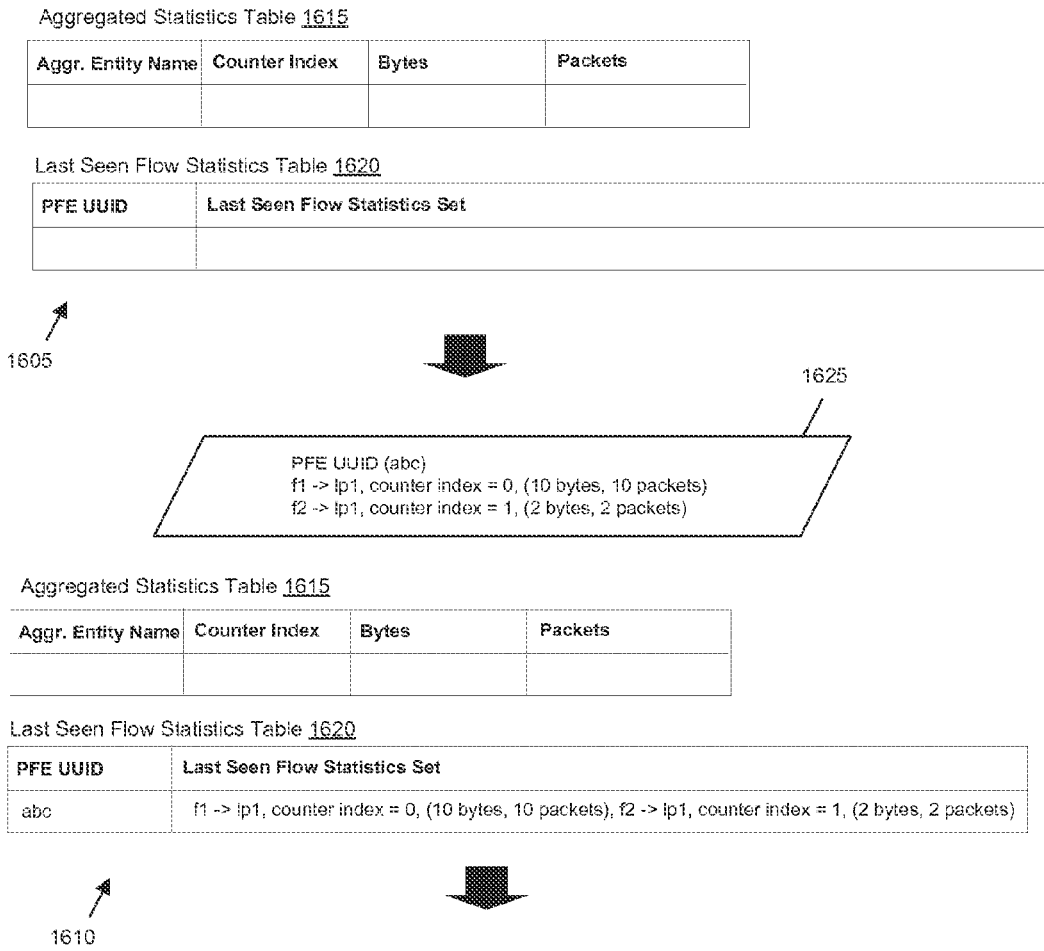 Aggregated Statistics Table 1615
Aggr. Entity Name Counter Index Bytes Packets
Last Seen Flow Statistics Table 1620
PFE UUID Last Seen Flow Statistics Set
1605
1625
PFE UUID (abc)
f1 -> lp1, counter index = 0, (10 bytes, 10 packets)
f2 -> lp1, counter index = 1, (2 bytes, 2 packets)
Aggregated Statistics Table 1615
Aggr. Entity Name Counter Index Bytes Packets
Last Seen Flow Statistics Table 1620
PFE UUID Last Seen Flow Statistics Set
abc f1 -> lp1, counter index = 0, (10 bytes, 10 packets), f2 -> lp1, counter index = 1, (2 bytes, 2 packets)
1610